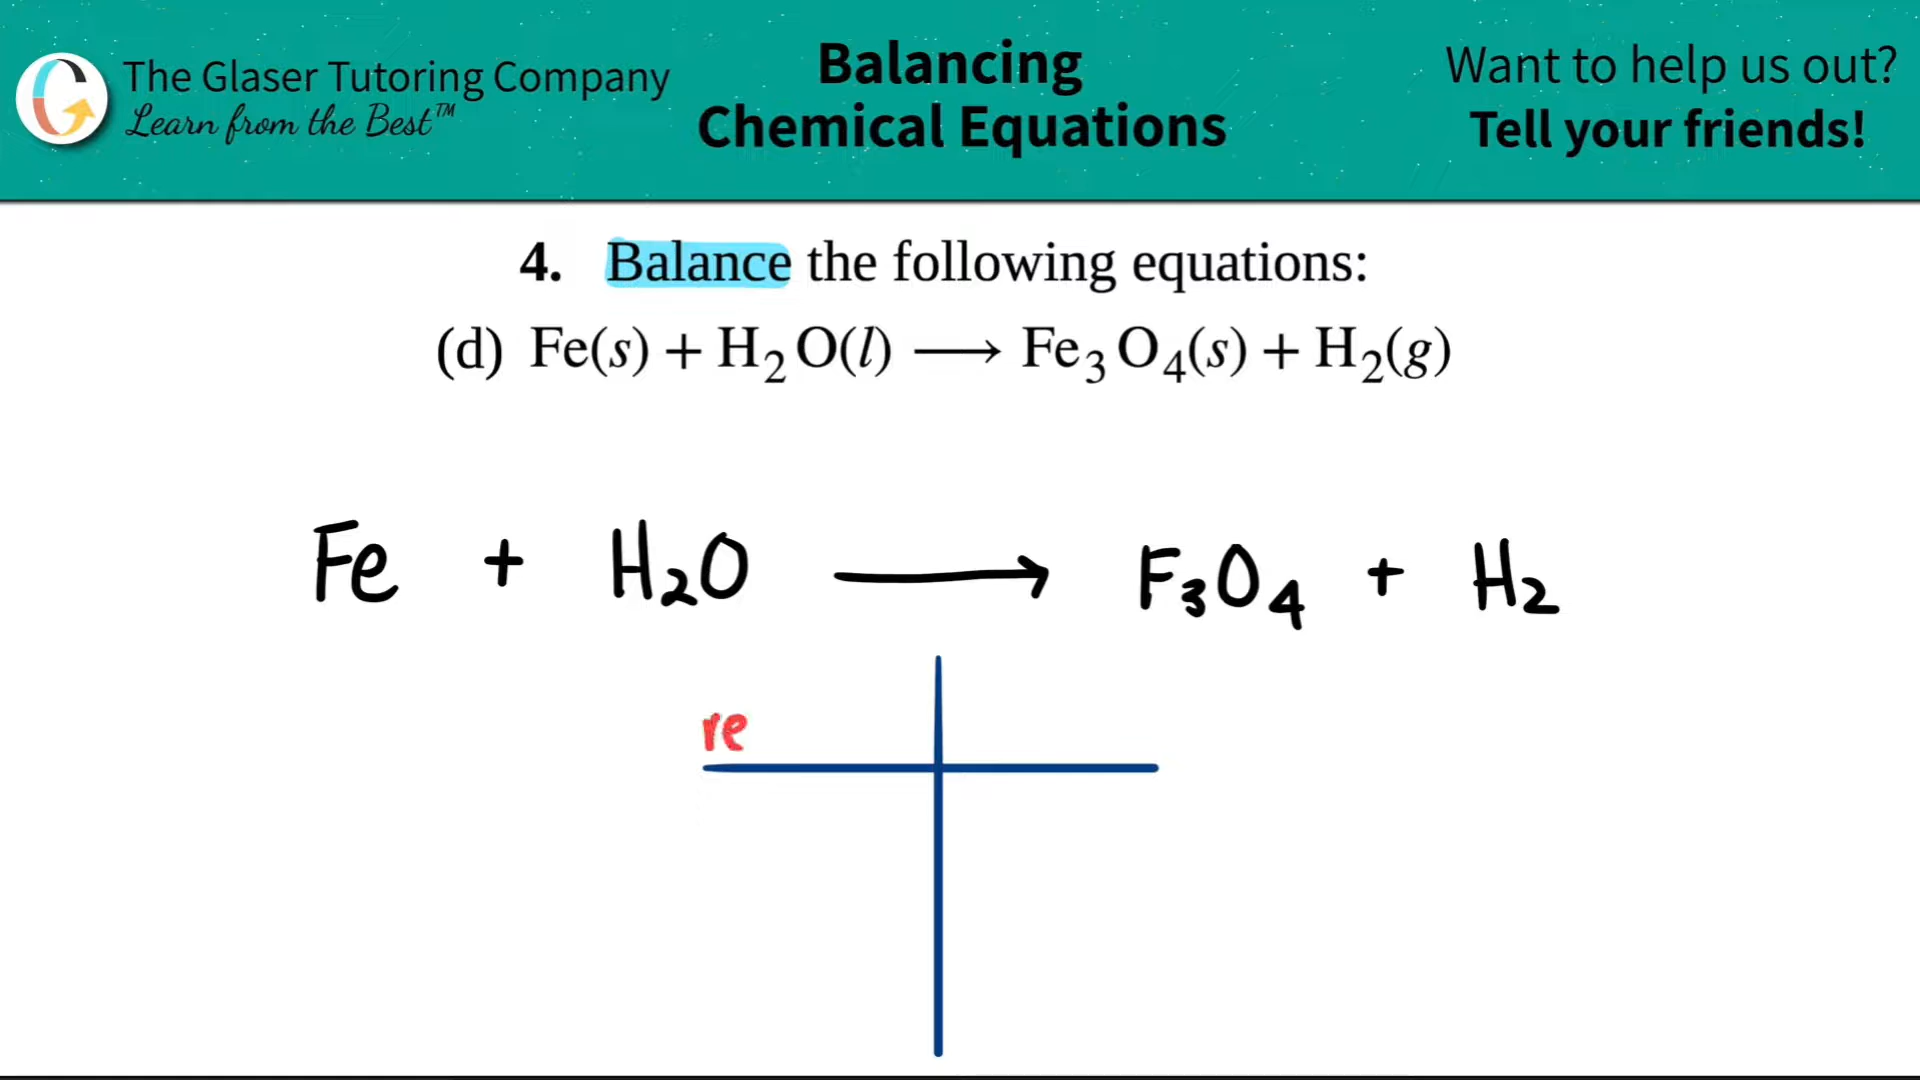 The Glaser Tutoring Company
Learn from the Best™
Balancing
Chemical Equations
Want to help us out?
Tell your friends!
4. Balance the following equations:
(d) Fe(s) + H₂O(l) ⟶ Fe₃O₄(s) + H₂(g)
Fe + H₂O ⟶ F₃O₄ + H₂
re